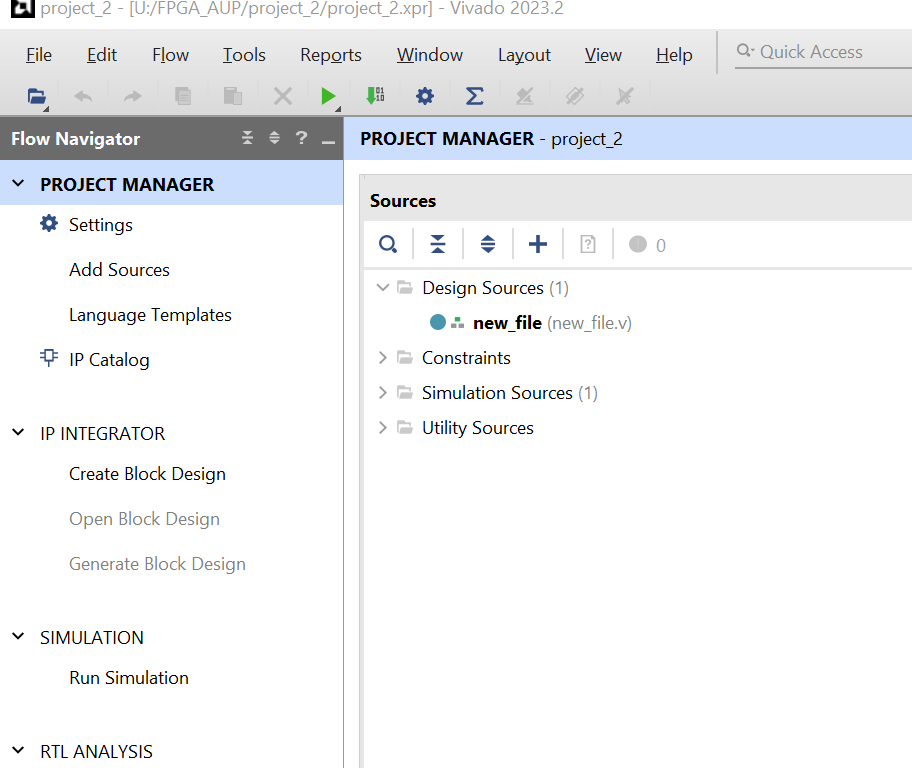 project_2 - [U:/FPGA_AUP/project_2/project_2.xpr] - Vivado 2023.2
File Edit Flow Tools Reports Window Layout View Help Quick Access
Flow Navigator
PROJECT MANAGER - project_2
PROJECT MANAGER
Settings
Add Sources
Language Templates
IP Catalog
IP INTEGRATOR
Create Block Design
Open Block Design
Generate Block Design
SIMULATION
Run Simulation
RTL ANALYSIS
Sources
0
Design Sources (1)
new_file (new_file.v)
Constraints
Simulation Sources (1)
Utility Sources